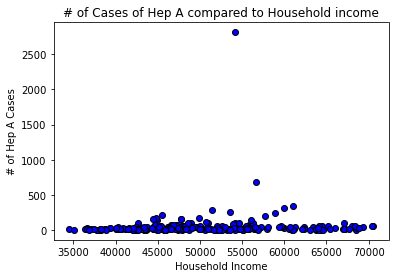 # of Cases of Hep A compared to Household income
2500
2000
1500
1000
500
0
# of Hep A Cases
35000 40000 45000 50000 55000 60000 65000 70000
Household Income